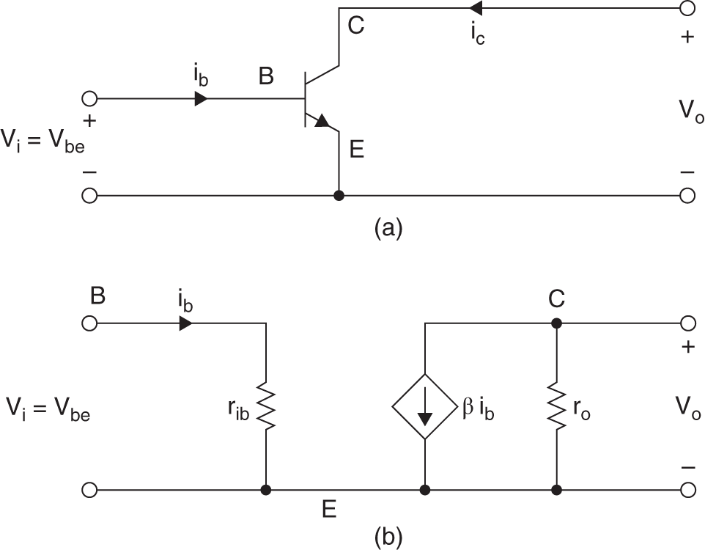 C
i_c
+
i_b
B
+
V_o
V_i = V_be
E
−
−
(a)
B
i_b
C
+
V_i = V_be
r_ib
β i_b
r_o
V_o
−
E
(b)